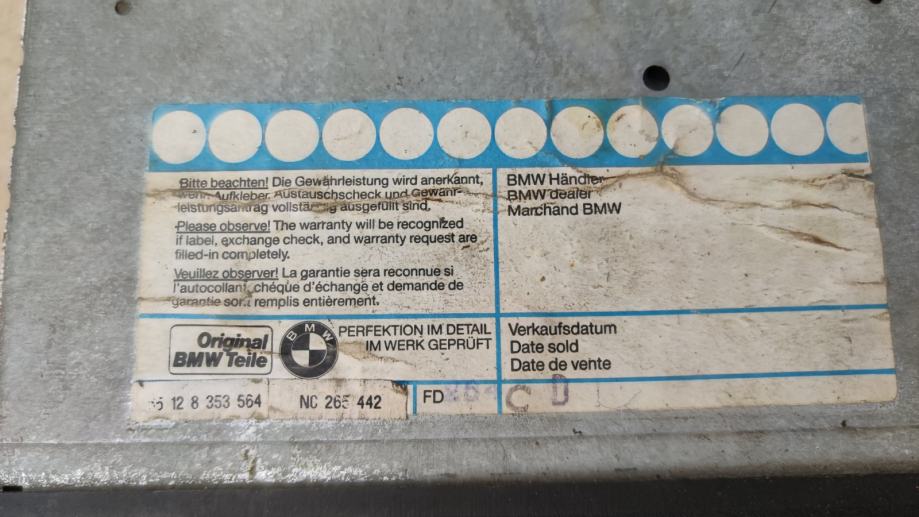 Bitte beachten! Die Gewährleistung wird anerkannt,
wenn Aufkleber, Austauschscheck und Gewähr-
leistungsantrag vollständig ausgefüllt sind.
Please observe! The warranty will be recognized
if label, exchange check, and warranty request are
filled-in completely.
Veuillez observer! La garantie sera reconnue si
l'autocollant, chéque d'échange et demande de
garantie sont remplis entièrement.
BMW Händler
BMW dealer
Marchand BMW
Original
BMW Teile
BMW
PERFEKTION IM DETAIL
IM WERK GEPRÜFT
Verkaufsdatum
Date sold
Date de vente
12 8 353 564
NC 265 442
FD
C D